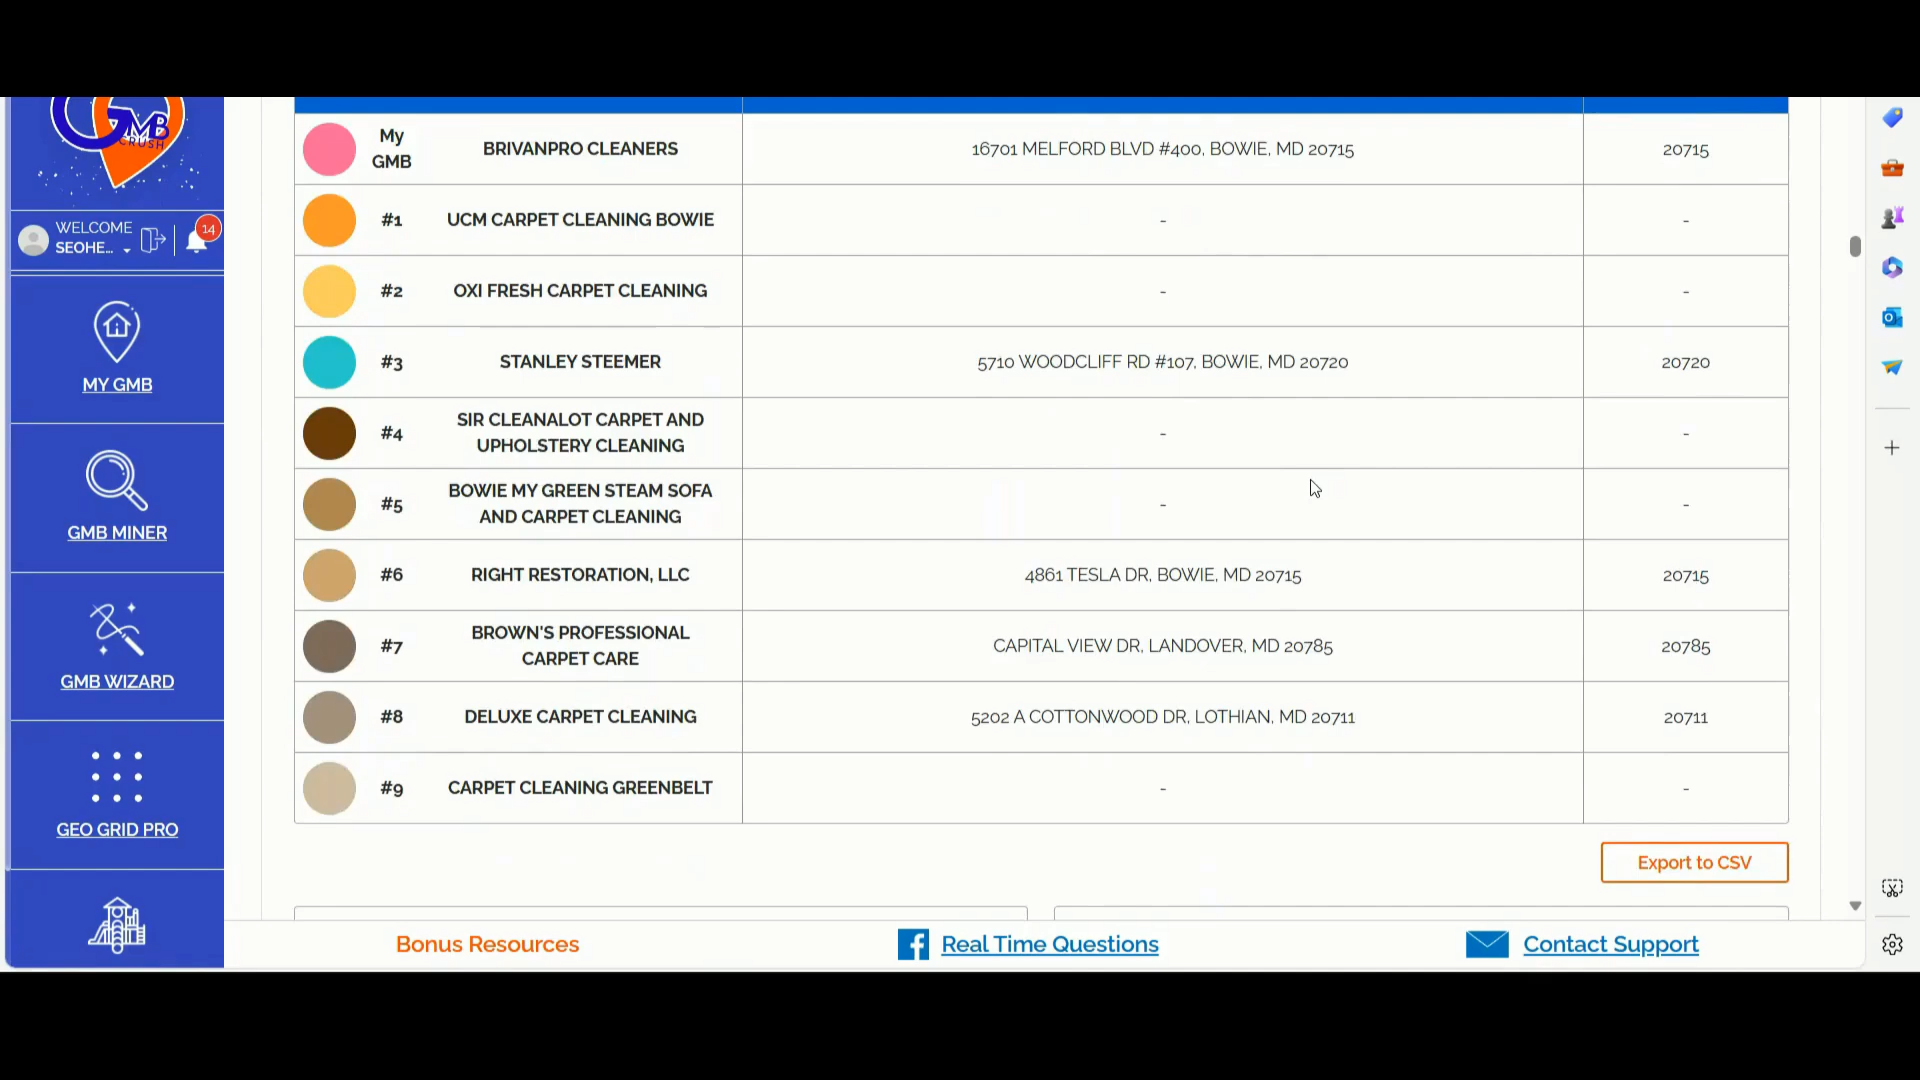 GMB
CRUSH
WELCOME
SEOHE...
14
MY GMB
GMB MINER
GMB WIZARD
GEO GRID PRO
My
GMB
BRIVANPRO CLEANERS
16701 MELFORD BLVD #400, BOWIE, MD 20715
20715
#1
UCM CARPET CLEANING BOWIE
-
-
#2
OXI FRESH CARPET CLEANING
-
-
#3
STANLEY STEEMER
5710 WOODCLIFF RD #107, BOWIE, MD 20720
20720
#4
SIR CLEANALOT CARPET AND
UPHOLSTERY CLEANING
-
-
#5
BOWIE MY GREEN STEAM SOFA
AND CARPET CLEANING
-
-
#6
RIGHT RESTORATION, LLC
4861 TESLA DR, BOWIE, MD 20715
20715
#7
BROWN'S PROFESSIONAL
CARPET CARE
CAPITAL VIEW DR, LANDOVER, MD 20785
20785
#8
DELUXE CARPET CLEANING
5202 A COTTONWOOD DR, LOTHIAN, MD 20711
20711
#9
CARPET CLEANING GREENBELT
-
-
Export to CSV
Bonus Resources
Real Time Questions
Contact Support